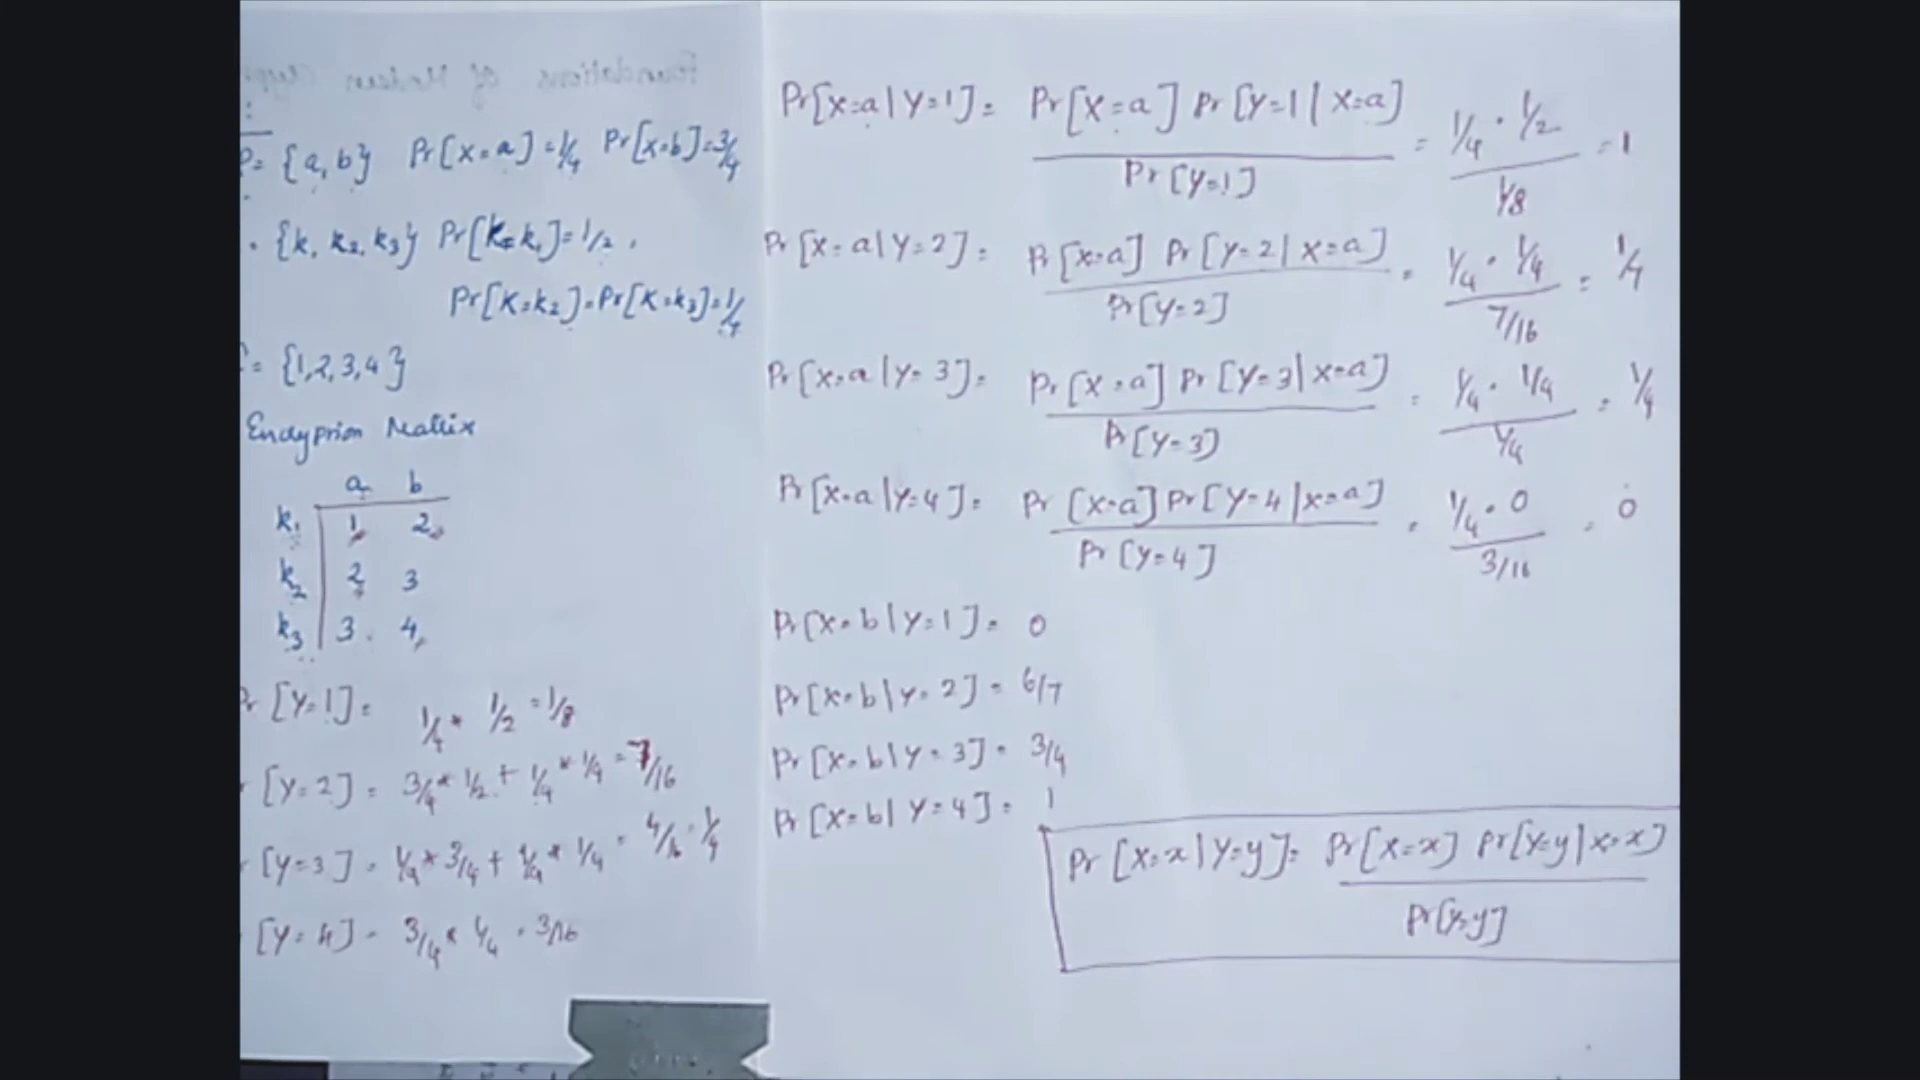 P= {a, b} Pr[x=a]=1/4 Pr[x=b]=3/4
{k, k2, k3} Pr[K=k1]=1/2,
Pr[K=k2]=Pr[K=k3]=1/4
= {1,2,3,4}
Encyprion Matrix
a b
k1 1 2
k2 2 3
k3 3 4
[Y=1]= 1/4 * 1/2 = 1/8
[Y=2]= 3/4 * 1/2 + 1/4 * 1/4 = 7/16
[Y=3]= 1/4 * 3/4 + 1/4 * 1/4 = 4/16 = 1/4
[Y=4]= 3/4 * 1/4 = 3/16
Pr[X=a|Y=1]= Pr[X=a] Pr[Y=1|X=a] / Pr[Y=1] = 1/4 · 1/2 / 1/8 = 1
Pr[X=a|Y=2]= Pr[X=a] Pr[Y=2|X=a] / Pr[Y=2] = 1/4 · 1/4 / 7/16 = 1/7
Pr[X=a|Y=3]= Pr[X=a] Pr[Y=3|X=a] / Pr[Y=3] = 1/4 · 1/4 / 1/4 = 1/4
Pr[X=a|Y=4]= Pr[X=a] Pr[Y=4|X=a] / Pr[Y=4] = 1/4 · 0 / 3/16 = 0
Pr[X=b|Y=1]= 0
Pr[X=b|Y=2]= 6/7
Pr[X=b|Y=3]= 3/4
Pr[X=b|Y=4]= 1
Pr[X=x|Y=y]= Pr[X=x] Pr[Y=y|X=x] / Pr[Y=y]